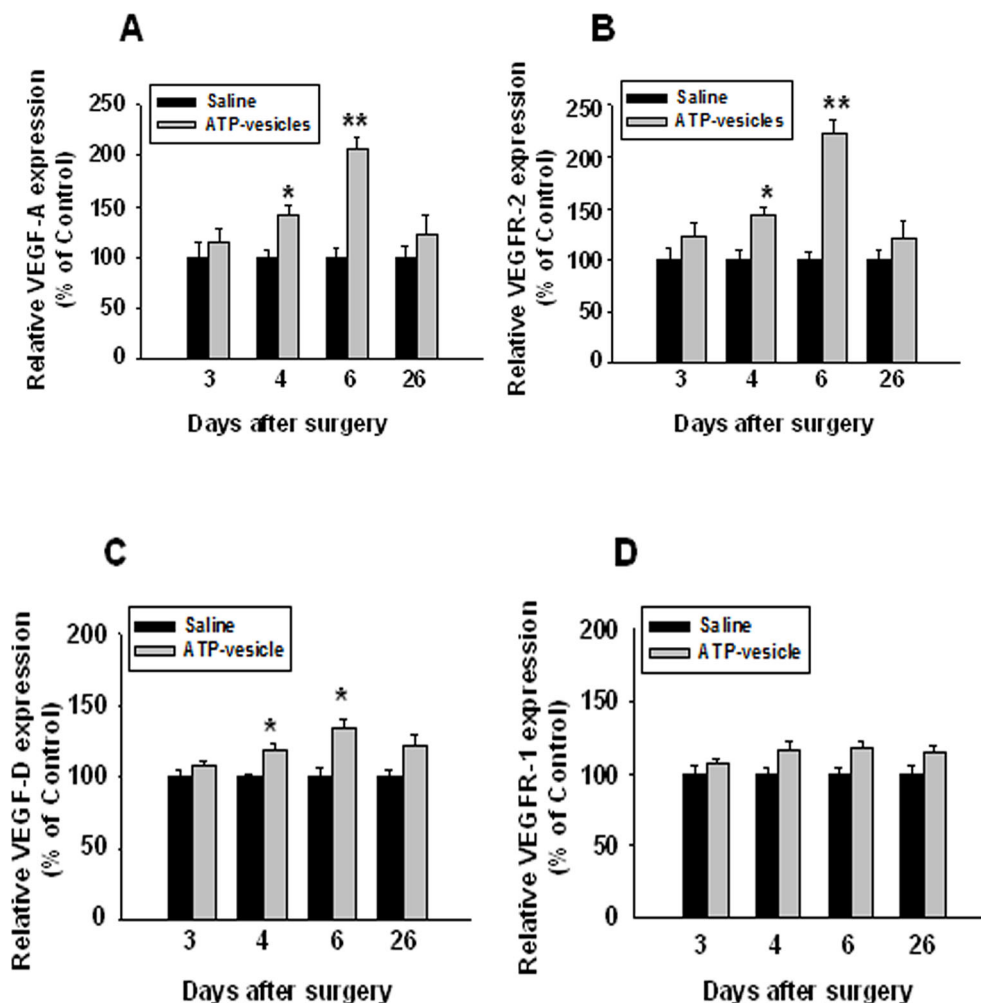 A
Relative VEGF-A expression
(% of Control)
250
200
150
100
50
0
Saline
ATP-vesicles
*
**
3 4 6 26
Days after surgery
B
Relative VEGFR-2 expression
(% of Control)
250
200
150
100
50
0
Saline
ATP-vesicles
*
**
3 4 6 26
Days after surgery
C
Relative VEGF-D expression
(% of Control)
200
150
100
50
0
Saline
ATP-vesicle
*
*
3 4 6 26
Days after surgery
D
Relative VEGFR-1 expression
(% of Control)
200
150
100
50
0
Saline
ATP-vesicle
3 4 6 26
Days after surgery